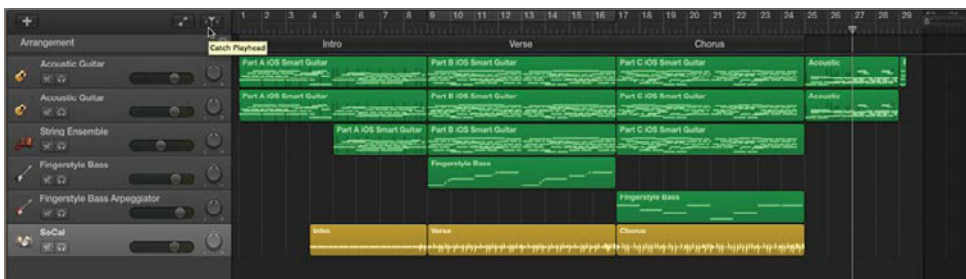 1 2 3 4 5 6 7 8 9 10 11 12 13 14 15 16 17 18 19 20 21 22 23 24 25 26 27 28 29
Arrangement
Catch Playhead
Intro Verse Chorus
Acoustic Guitar
Part A iOS Smart Guitar Part B iOS Smart Guitar Part C iOS Smart Guitar Acoustic
Acoustic Guitar
Part A iOS Smart Guitar Part B iOS Smart Guitar Part C iOS Smart Guitar Acoustic
String Ensemble
Part A iOS Smart Guitar Part B iOS Smart Guitar Part C iOS Smart Guitar
Fingerstyle Bass
Fingerstyle Bass
Fingerstyle Bass Arpeggiator
Fingerstyle Bass
SoCal
Intro Verse Chorus